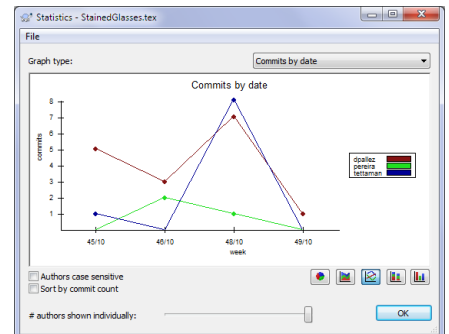 Statistics - StainedGlasses.tex
File
Graph type:
Commits by date
Commits by date
commits
8
7
6
5
4
3
2
1
45/10 46/10 48/10 49/10
week
dpallez
pereira
tettaman
Authors case sensitive
Sort by commit count
# authors shown individually:
OK